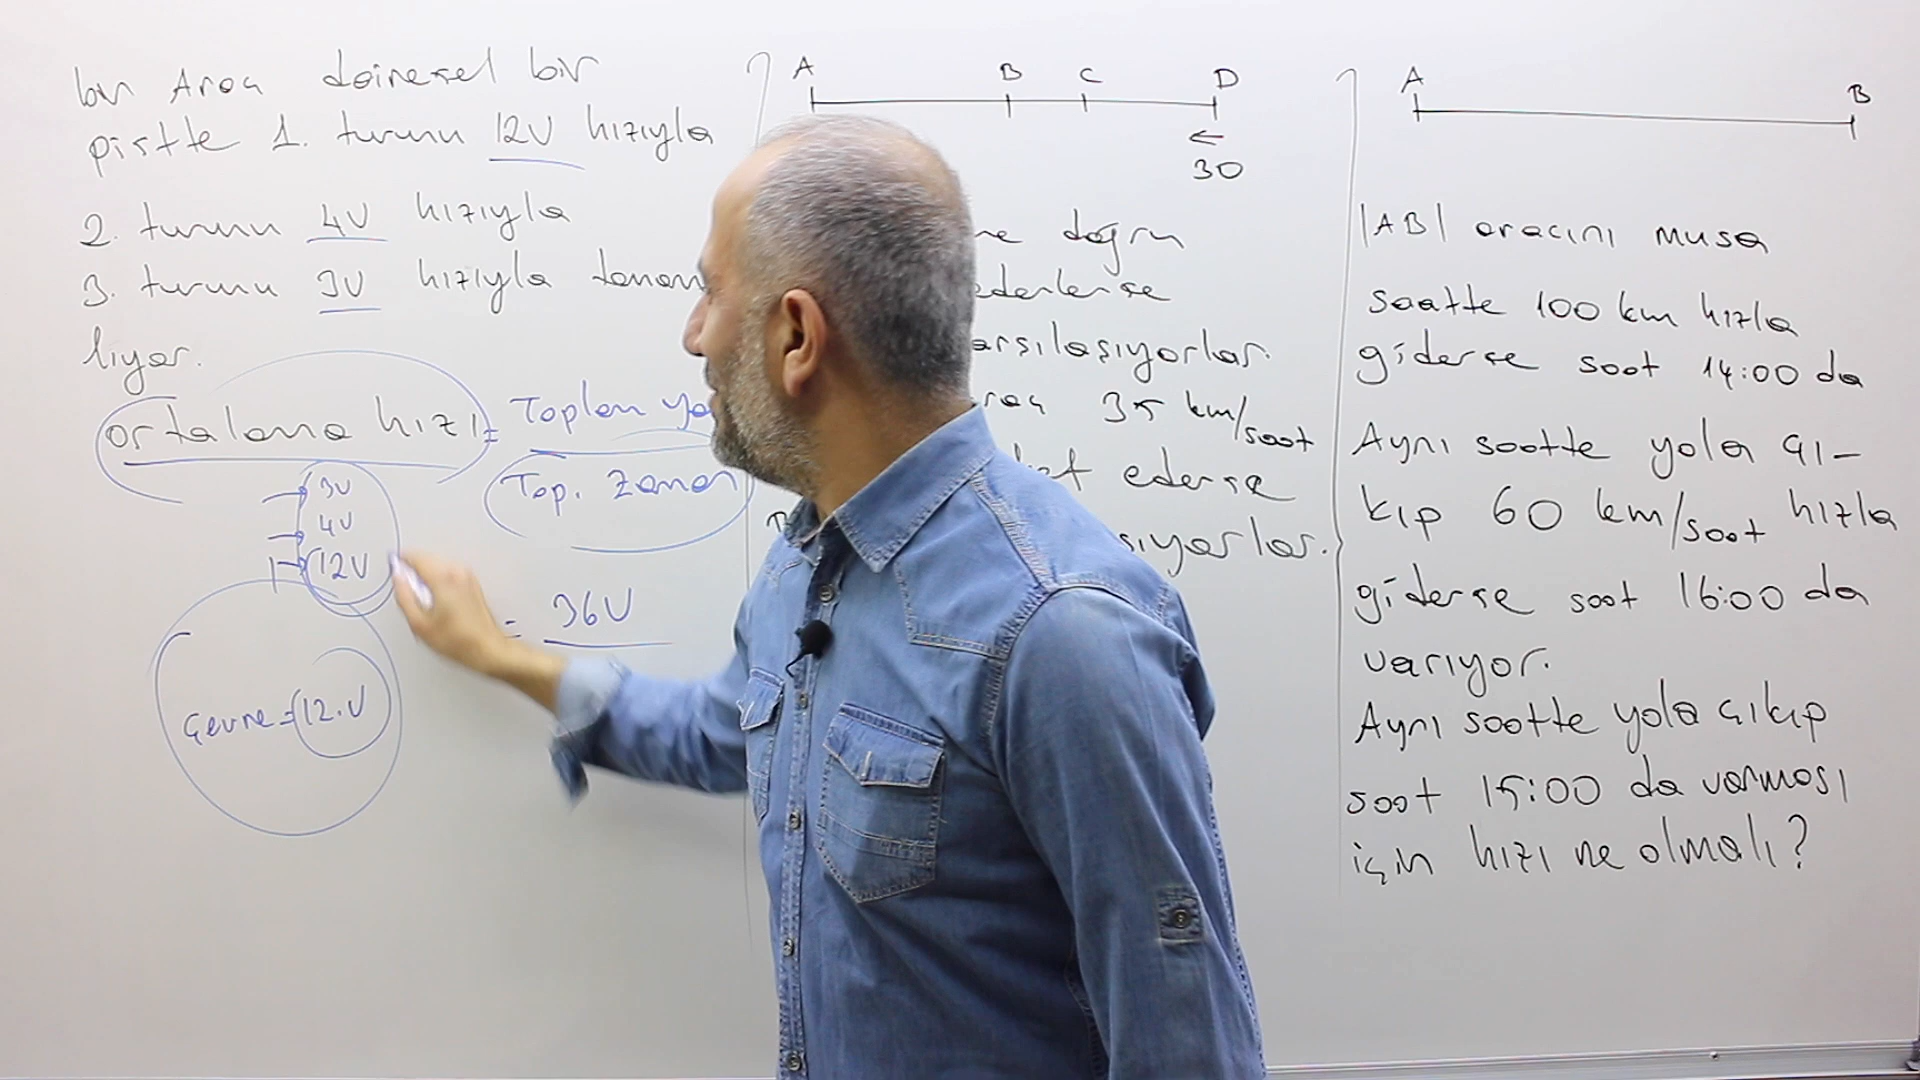 bir Araç dairesel bir
pistte 1. turunu 12V hızıyla
2. turunu 4V hızıyla
3. turunu 3V hızıyla tamam
lıyor.
ortalama hızı = Toplam yo
Top. Zaman
3V
4V
12V
= 36V
Çevre = 12.V
?
A B C D
←
30
ne doğru
ederlerse
arşılaşıyorlar.
raç 35 km/saat
ket ederse
şıyorlar.
?
A B
|AB| aracını musa
saatte 100 km hızla
giderse saat 14:00 da
Aynı saatte yola çı-
kıp 60 km/saat hızla
giderse saat 16:00 da
varıyor.
Aynı saatte yola çıkıp
saat 15:00 da varması
için hızı ne olmalı?